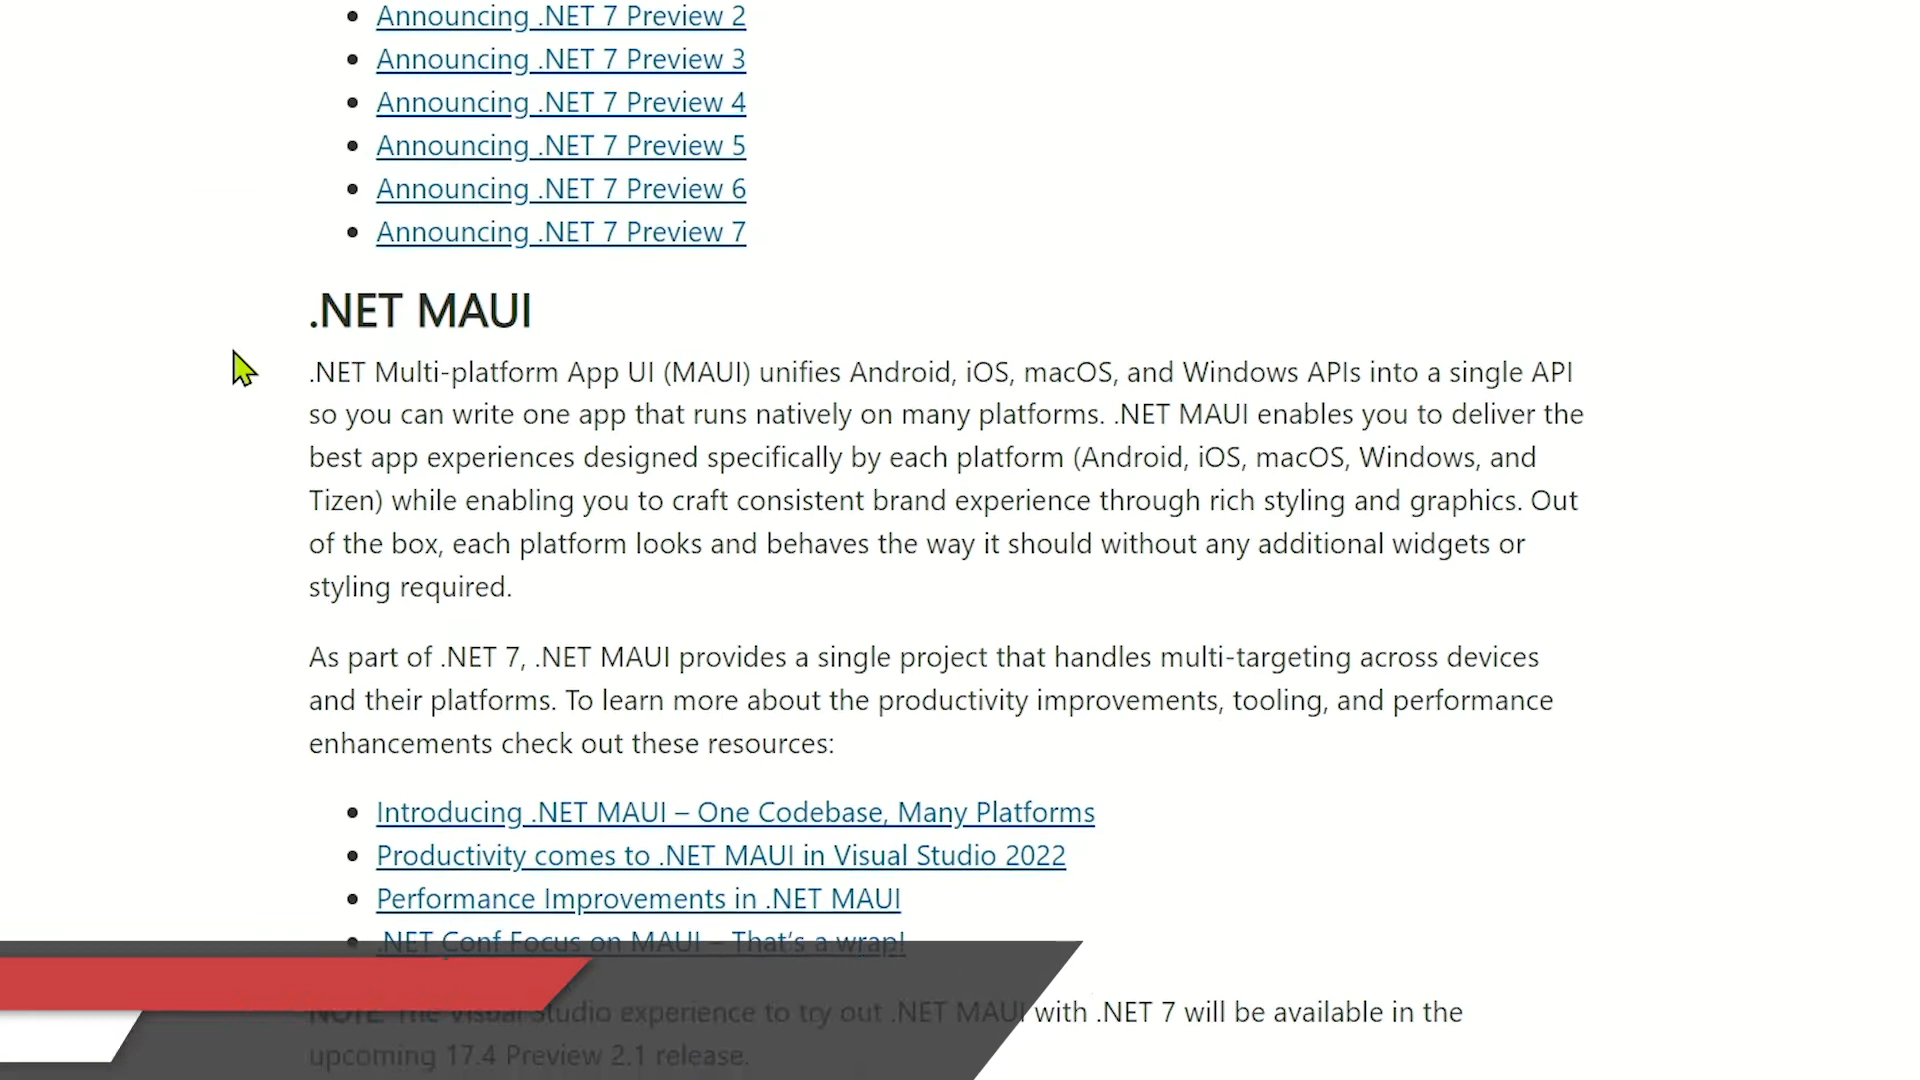 Announcing .NET 7 Preview 2
Announcing .NET 7 Preview 3
Announcing .NET 7 Preview 4
Announcing .NET 7 Preview 5
Announcing .NET 7 Preview 6
Announcing .NET 7 Preview 7
.NET MAUI
.NET Multi-platform App UI (MAUI) unifies Android, iOS, macOS, and Windows APIs into a single API
so you can write one app that runs natively on many platforms. .NET MAUI enables you to deliver the
best app experiences designed specifically by each platform (Android, iOS, macOS, Windows, and
Tizen) while enabling you to craft consistent brand experience through rich styling and graphics. Out
of the box, each platform looks and behaves the way it should without any additional widgets or
styling required.
As part of .NET 7, .NET MAUI provides a single project that handles multi-targeting across devices
and their platforms. To learn more about the productivity improvements, tooling, and performance
enhancements check out these resources:
Introducing .NET MAUI – One Codebase, Many Platforms
Productivity comes to .NET MAUI in Visual Studio 2022
Performance Improvements in .NET MAUI
.NET Conf Focus on MAUI – That's a wrap!
NOTE: The Visual Studio experience to try out .NET MAUI with .NET 7 will be available in the
upcoming 17.4 Preview 2.1 release.